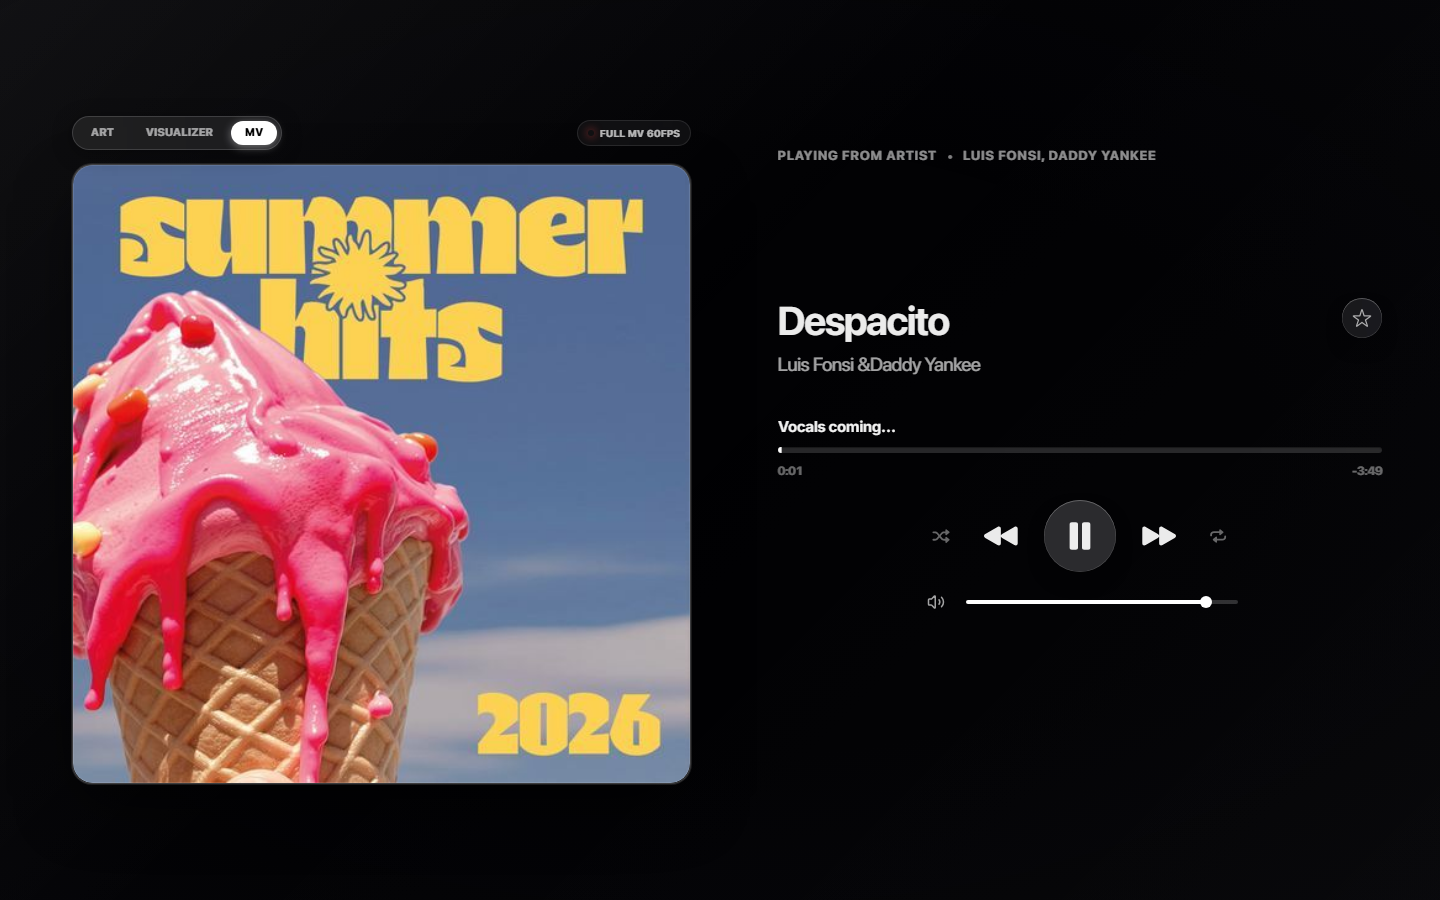 ART VISUALIZER MV
FULL MV 60FPS
summer
hits
2026
PLAYING FROM ARTIST • LUIS FONSI, DADDY YANKEE
Despacito
Luis Fonsi &Daddy Yankee
Vocals coming...
0:01 -3:49